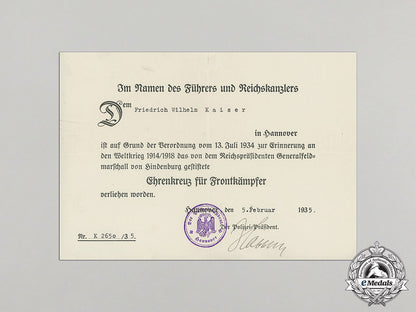 Im Namen des Führers und Reichskanzlers
Dem
Friedrich Wilhelm Kaiser
in Hannover
ist auf Grund der Verordnung vom 13. Juli 1934 zur Erinnerung an
den Weltkrieg 1914/1918 das von dem Reichspräsidenten Generalfeld-
marschall von Hindenburg gestiftete
Ehrenkreuz für Frontkämpfer
verliehen worden.
Hannover den 5. Februar 1935.
Der Polizei-Präsident.
Nr. K 265o /35.
Hannover
eMedals